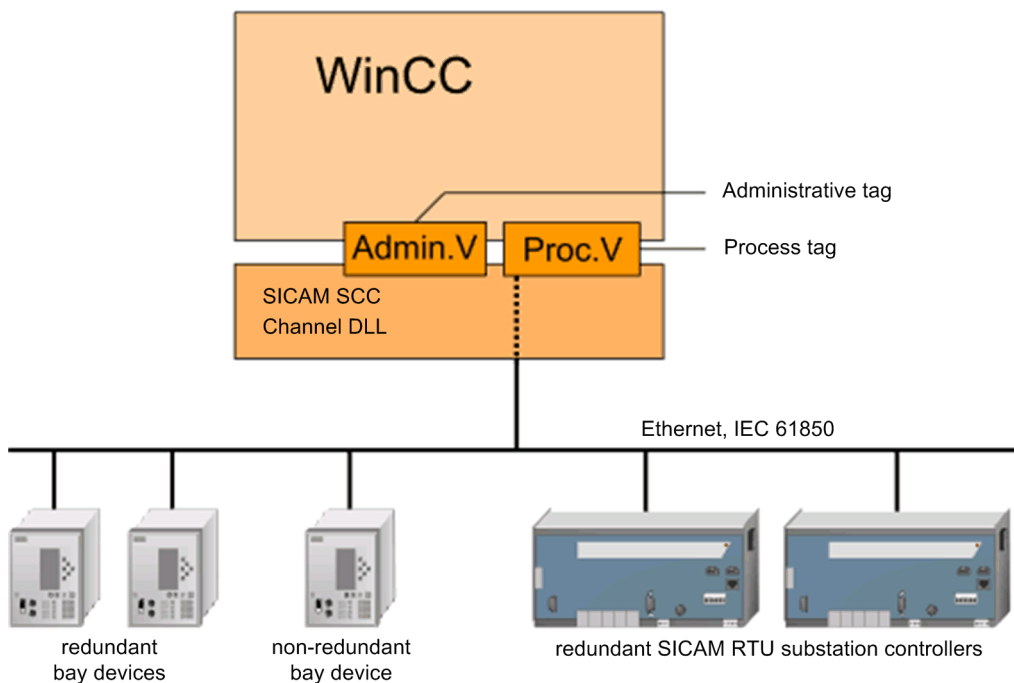 WinCC
Administrative tag
Admin.V
Proc.V
Process tag
SICAM SCC
Channel DLL
Ethernet, IEC 61850
redundant
bay devices
non-redundant
bay device
redundant SICAM RTU substation controllers